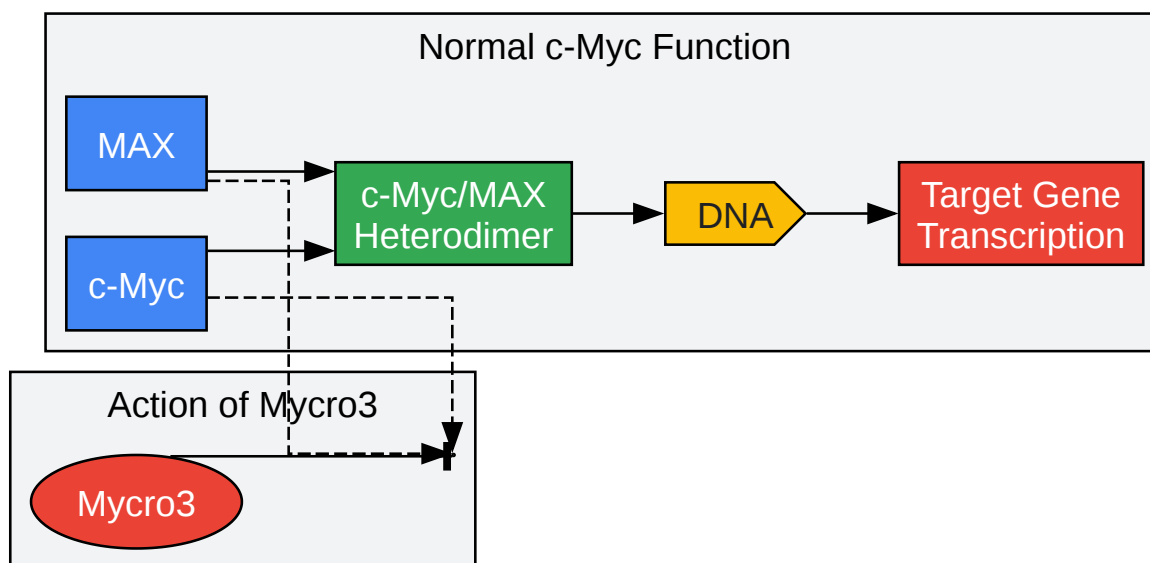 Normal c-Myc Function
MAX
c-Myc
c-Myc/MAX
Heterodimer
DNA
Target Gene
Transcription
Action of Mycro3
Mycro3